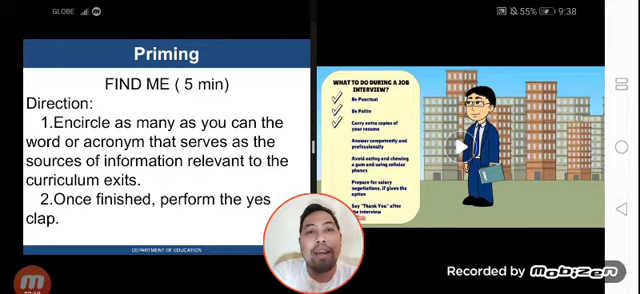 GLOBE
55% 9:38
Priming
FIND ME ( 5 min)
Direction:
1.Encircle as many as you can the
word or acronym that serves as the
sources of information relevant to the
curriculum exits.
2.Once finished, perform the yes
clap.
DEPARTMENT OF EDUCATION
WHAT TO DO DURING A JOB
INTERVIEW?
Be Punctual
Be Polite
Carry extra copies of
your resume
Answer competently and
professionally
Avoid eating and chewing
a gum and using cellular
phones
Prepare for salary
negotiations, if given the
option
Say "Thank You" after
the interview
Recorded by mobizen